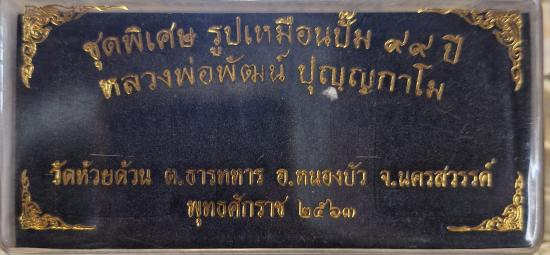 ชุดพิเศษ รูปเหมือนปั๊ม ๙๙ ปี
หลวงพ่อพัฒน์ ปุญญกาโม
วัดห้วยด้วน ต.ธารทหาร อ.หนองบัว จ.นครสวรรค์
พุทธศักราช ๒๕๖๓